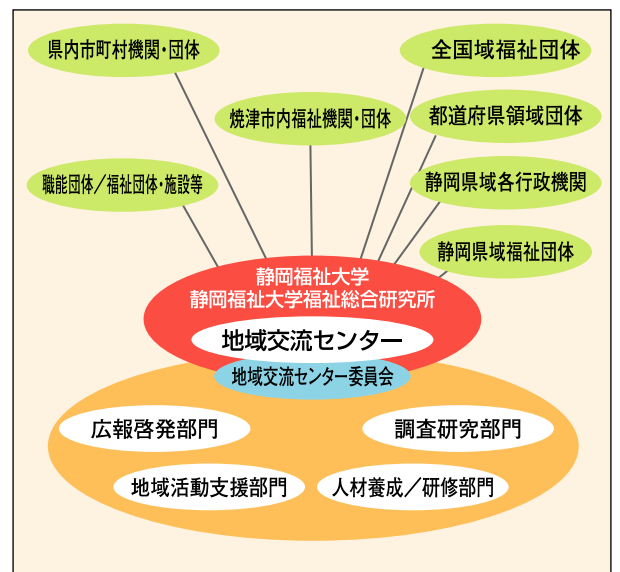 県内市町村機関・団体
全国域福祉団体
焼津市内福祉機関・団体
都道府県領域団体
職能団体／福祉団体・施設等
静岡県域各行政機関
静岡県域福祉団体
静岡福祉大学
静岡福祉大学福祉総合研究所
地域交流センター
地域交流センター委員会
広報啓発部門
調査研究部門
地域活動支援部門
人材養成／研修部門